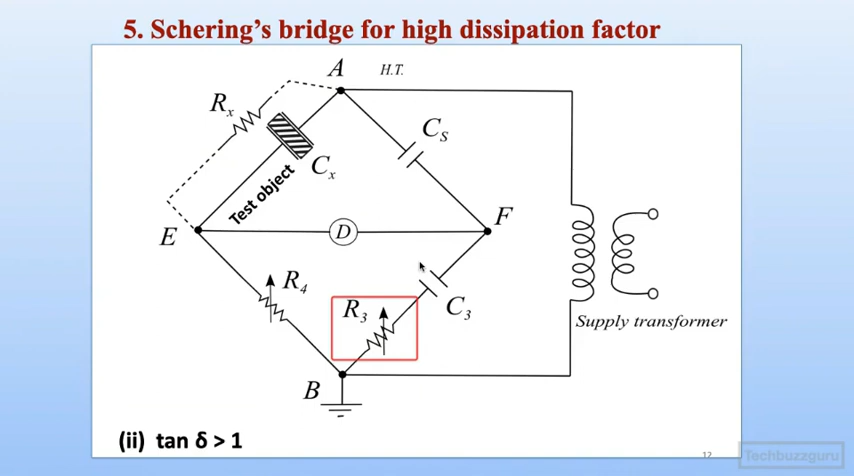 5. Schering's bridge for high dissipation factor
A
H.T.
Rₓ
Cₛ
Cₓ
Test object
F
E
D
R₄
R₃
C₃
Supply transformer
B
(ii) tan δ > 1
12
Techbuzzguru